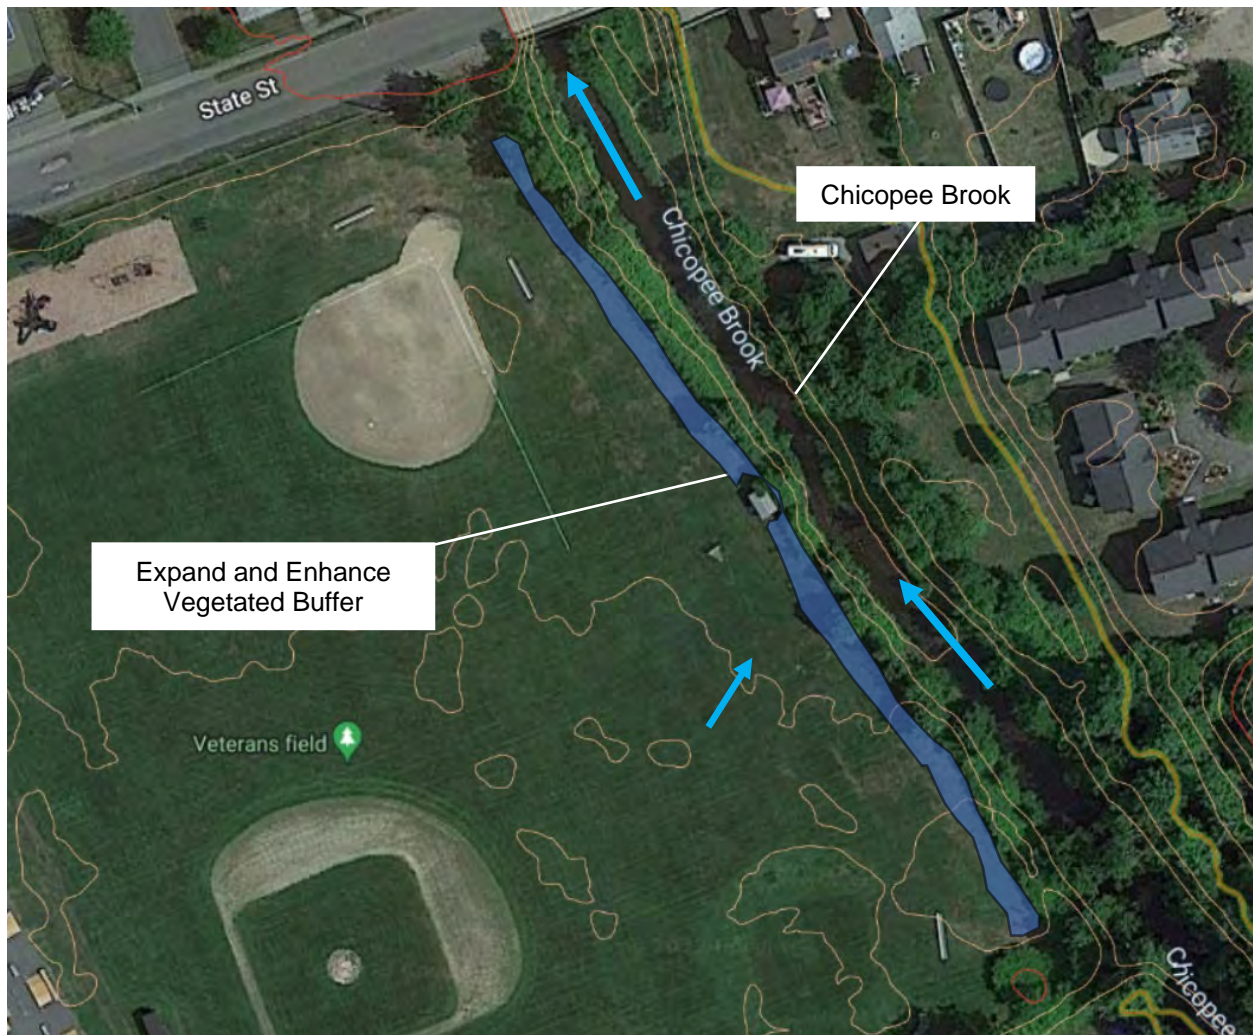 State St
Chicopee Brook
Chicopee Brook
Expand and Enhance
Vegetated Buffer
Veterans field
Chicopee